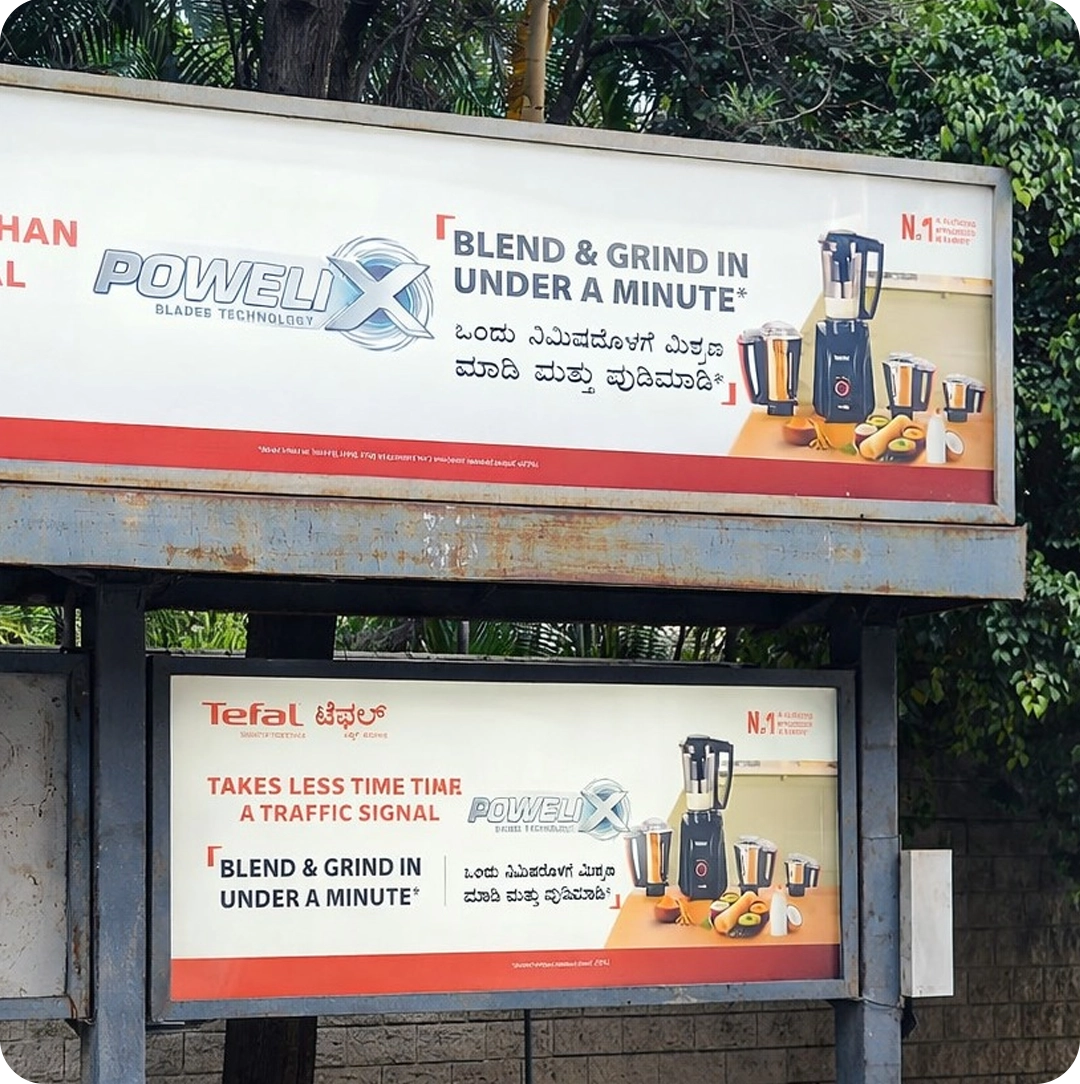 HAN
AL
POWELIX
BLADES TECHNOLOGY
BLEND & GRIND IN
UNDER A MINUTE*
ಒಂದು ನಿಮಿಷದೊಳಗೆ ಮಿಶ್ರಣ
ಮಾಡಿ ಮತ್ತು ಪುಡಿಮಾಡಿ*
N.1
Tefal ಟೆಫಲ್
N.1
TAKES LESS TIME TIME
A TRAFFIC SIGNAL
POWELIX
BLEND & GRIND IN
UNDER A MINUTE*
ಒಂದು ನಿಮಿಷದೊಳಗೆ ಮಿಶ್ರಣ
ಮಾಡಿ ಮತ್ತು ಪುಡಿಮಾಡಿ*